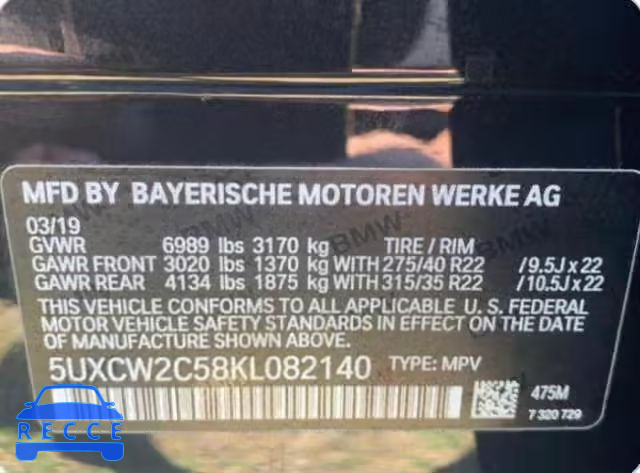 MFD BY BAYERISCHE MOTOREN WERKE AG
03/19
GVWR 6989 lbs 3170 kg TIRE / RIM
GAWR FRONT 3020 lbs 1370 kg WITH 275/40 R22 /9.5J x 22
GAWR REAR 4134 lbs 1875 kg WITH 315/35 R22 /10.5J x 22
THIS VEHICLE CONFORMS TO ALL APPLICABLE U. S. FEDERAL
MOTOR VEHICLE SAFETY STANDARDS IN EFFECT ON THE DATE
OF MANUFACTURE SHOWN ABOVE.
5UXCW2C58KL082140 TYPE: MPV
475M
7 320 729
BMW
BMW
BMW
RECCE